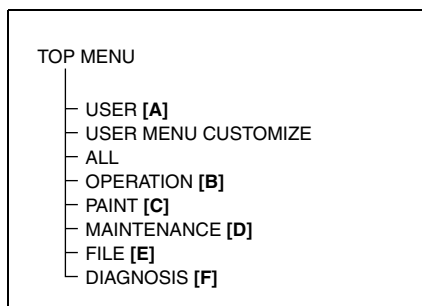 TOP MENU
USER [A]
USER MENU CUSTOMIZE
ALL
OPERATION [B]
PAINT [C]
MAINTENANCE [D]
FILE [E]
DIAGNOSIS [F]